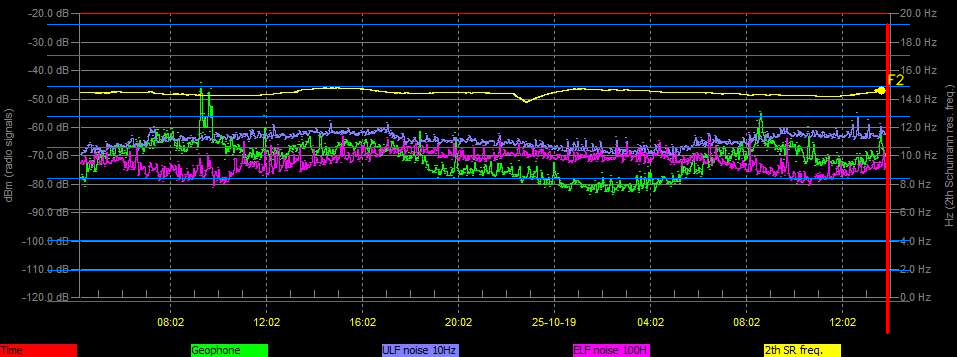 -20.0 dB 20.0 Hz
-30.0 dB 18.0 Hz
-40.0 dB 16.0 Hz
F2
-50.0 dB 14.0 Hz
-60.0 dB 12.0 Hz
-70.0 dB 10.0 Hz
-80.0 dB 8.0 Hz
-90.0 dB 6.0 Hz
-100.0 dB 4.0 Hz
-110.0 dB 2.0 Hz
-120.0 dB 0.0 Hz
dBm (radio signals)
Hz (2th Schumann res. freq.)
08:02 12:02 16:02 20:02 25-10-19 04:02 08:02 12:02
Time Geophone ULF noise 10Hz ELF noise 100H 2th SR freq.